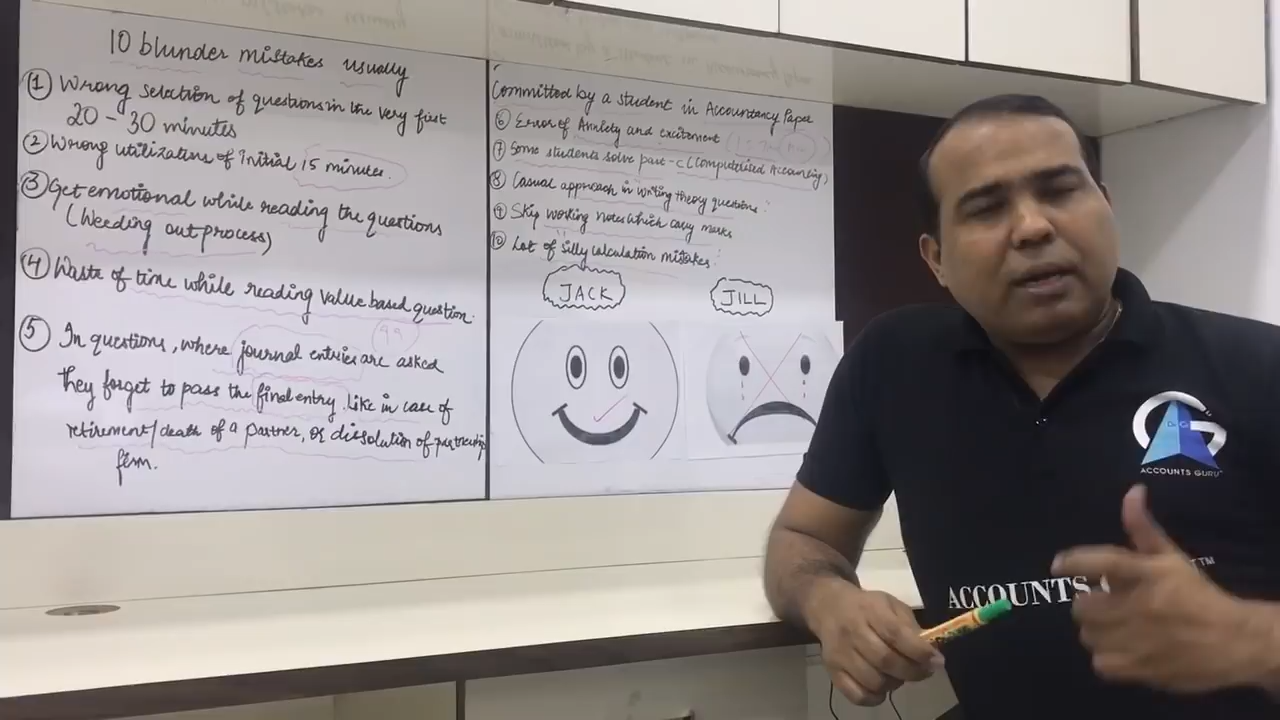 10 blunder mistakes usually
① Wrong selection of questions in the very first
20 - 30 minutes
② Wrong utilization of initial 15 minutes.
③ Get emotional while reading the questions
(Weeding out process)
④ Waste of time while reading value based question.
99
⑤ In questions, where journal entries are asked
They forget to pass the final entry. Like in case of
retirement/death of a partner, or dissolution of partnership
firm.
Committed by a student in Accountancy Paper
⑥ Error of Anxiety and excitement
⑦ Some students solve part-C (Computerised Accounting)
⑧ Casual approach in writing theory questions.
⑨ Skip working notes which carry marks
⑩ Lot of "silly calculation mistakes.
JACK
JILL
G
ACCOUNTS GURU
ACCOUNTS G
TM